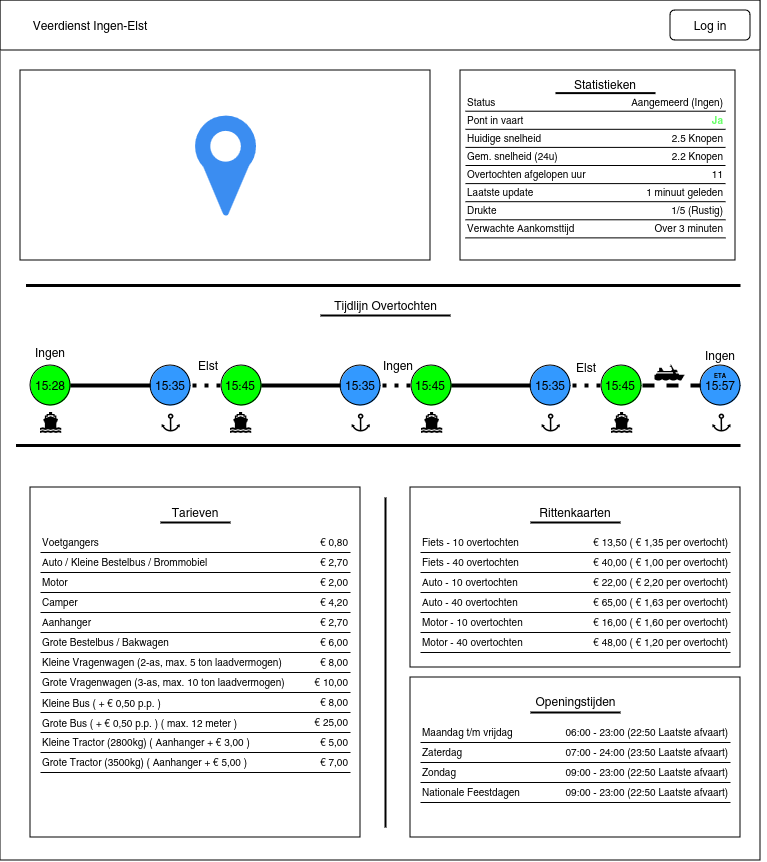 Veerdienst Ingen-Elst
Log in
Statistieken
Status Aangemeerd (Ingen)
Pont in vaart Ja
Huidige snelheid 2.5 Knopen
Gem. snelheid (24u) 2.2 Knopen
Overtochten afgelopen uur 11
Laatste update 1 minuut geleden
Drukte 1/5 (Rustig)
Verwachte Aankomsttijd Over 3 minuten
Tijdlijn Overtochten
Ingen Elst Ingen Elst Ingen
ETA
15:28 15:35 15:45 15:35 15:45 15:35 15:45 15:57
Tarieven
Voetgangers € 0,80
Auto / Kleine Bestelbus / Brommobiel € 2,70
Motor € 2,00
Camper € 4,20
Aanhanger € 2,70
Grote Bestelbus / Bakwagen € 6,00
Kleine Vragenwagen (2-as, max. 5 ton laadvermogen) € 8,00
Grote Vragenwagen (3-as, max. 10 ton laadvermogen) € 10,00
Kleine Bus ( + € 0,50 p.p. ) € 8,00
Grote Bus ( + € 0,50 p.p. ) ( max. 12 meter ) € 25,00
Kleine Tractor (2800kg) ( Aanhanger + € 3,00 ) € 5,00
Grote Tractor (3500kg) ( Aanhanger + € 5,00 ) € 7,00
Rittenkaarten
Fiets - 10 overtochten € 13,50 ( € 1,35 per overtocht)
Fiets - 40 overtochten € 40,00 ( € 1,00 per overtocht)
Auto - 10 overtochten € 22,00 ( € 2,20 per overtocht)
Auto - 40 overtochten € 65,00 ( € 1,63 per overtocht)
Motor - 10 overtochten € 16,00 ( € 1,60 per overtocht)
Motor - 40 overtochten € 48,00 ( € 1,20 per overtocht)
Openingstijden
Maandag t/m vrijdag 06:00 - 23:00 (22:50 Laatste afvaart)
Zaterdag 07:00 - 24:00 (23:50 Laatste afvaart)
Zondag 09:00 - 23:00 (22:50 Laatste afvaart)
Nationale Feestdagen 09:00 - 23:00 (22:50 Laatste afvaart)